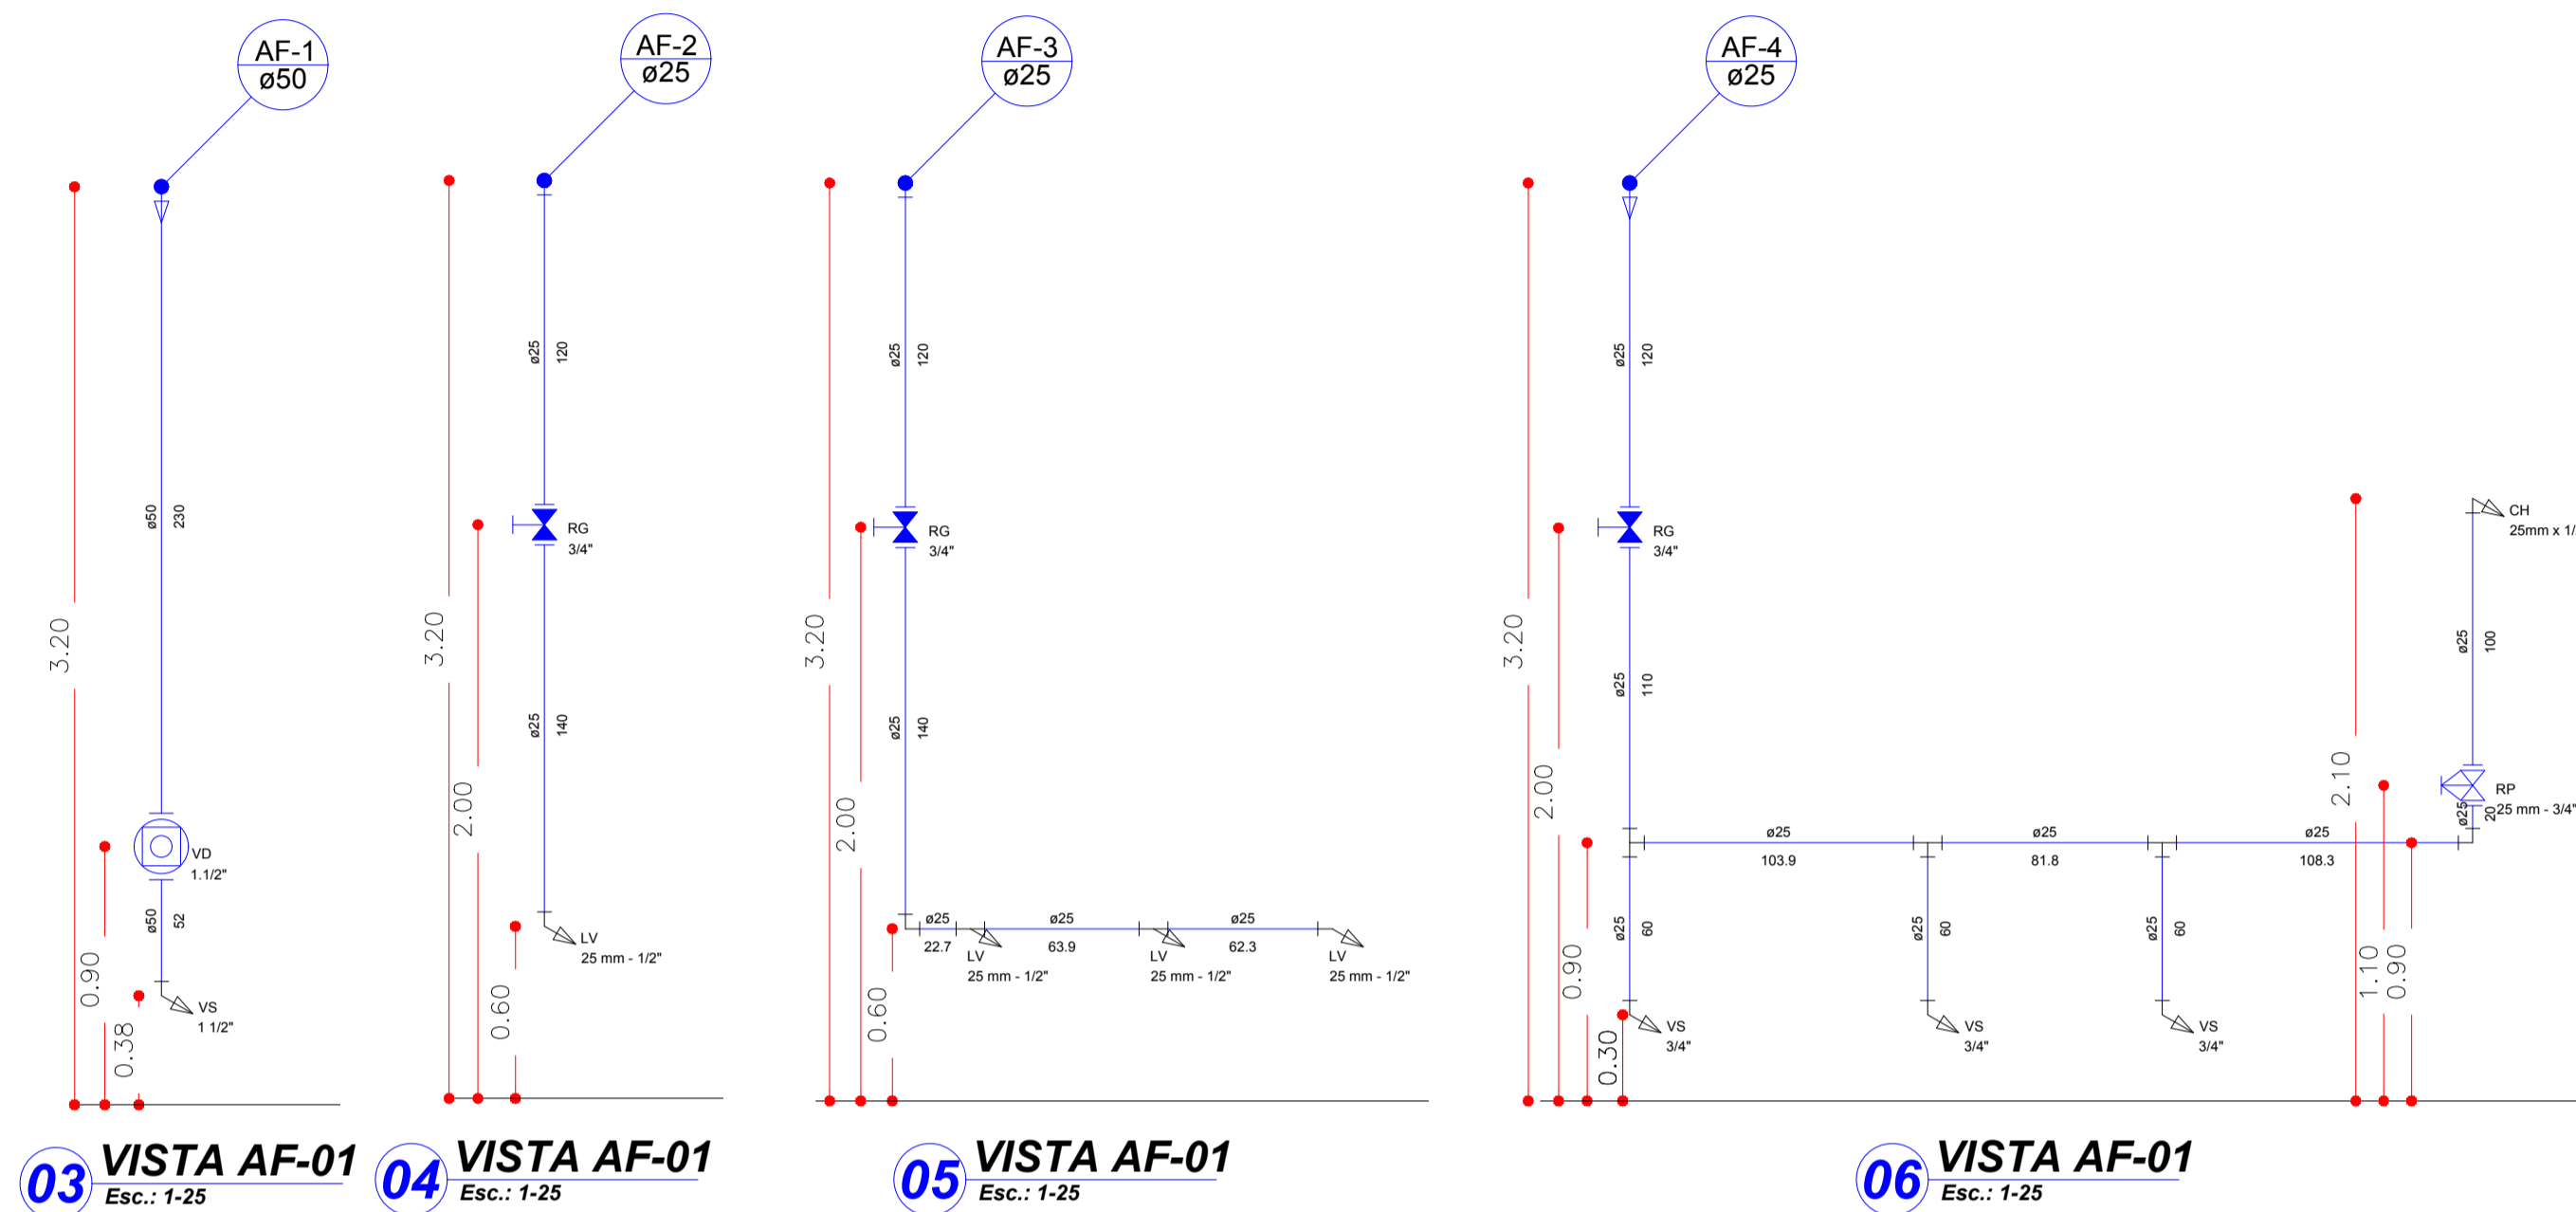 AF-1
ø50
3.20
0.90
0.38
ø50
230
VD
1.1/2"
ø50
52
VS
1 1/2"
03
VISTA AF-01
Esc.: 1-25
AF-2
ø25
3.20
2.00
0.60
ø25
120
RG
3/4"
ø25
140
LV
25 mm - 1/2"
04
VISTA AF-01
Esc.: 1-25
AF-3
ø25
3.20
2.00
0.60
ø25
120
RG
3/4"
ø25
140
ø25
22.7
LV
25 mm - 1/2"
ø25
63.9
LV
25 mm - 1/2"
ø25
62.3
LV
25 mm - 1/2"
05
VISTA AF-01
Esc.: 1-25
AF-4
ø25
3.20
2.00
0.90
0.30
ø25
120
RG
3/4"
ø25
110
ø25
60
VS
3/4"
ø25
103.9
ø25
60
VS
3/4"
ø25
81.8
ø25
60
VS
3/4"
ø25
108.3
2.10
1.10
0.90
CH
25mm x 1/
ø25
100
RP
25 mm - 3/4"
ø25
20
06
VISTA AF-01
Esc.: 1-25